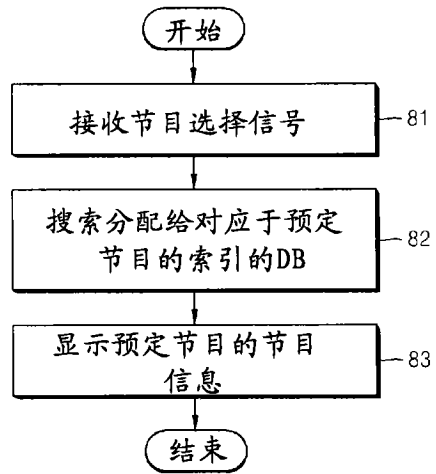 开始
接收节目选择信号
81
搜索分配给对应于预定
节目的索引的DB
82
显示预定节目的节目
信息
83
结束